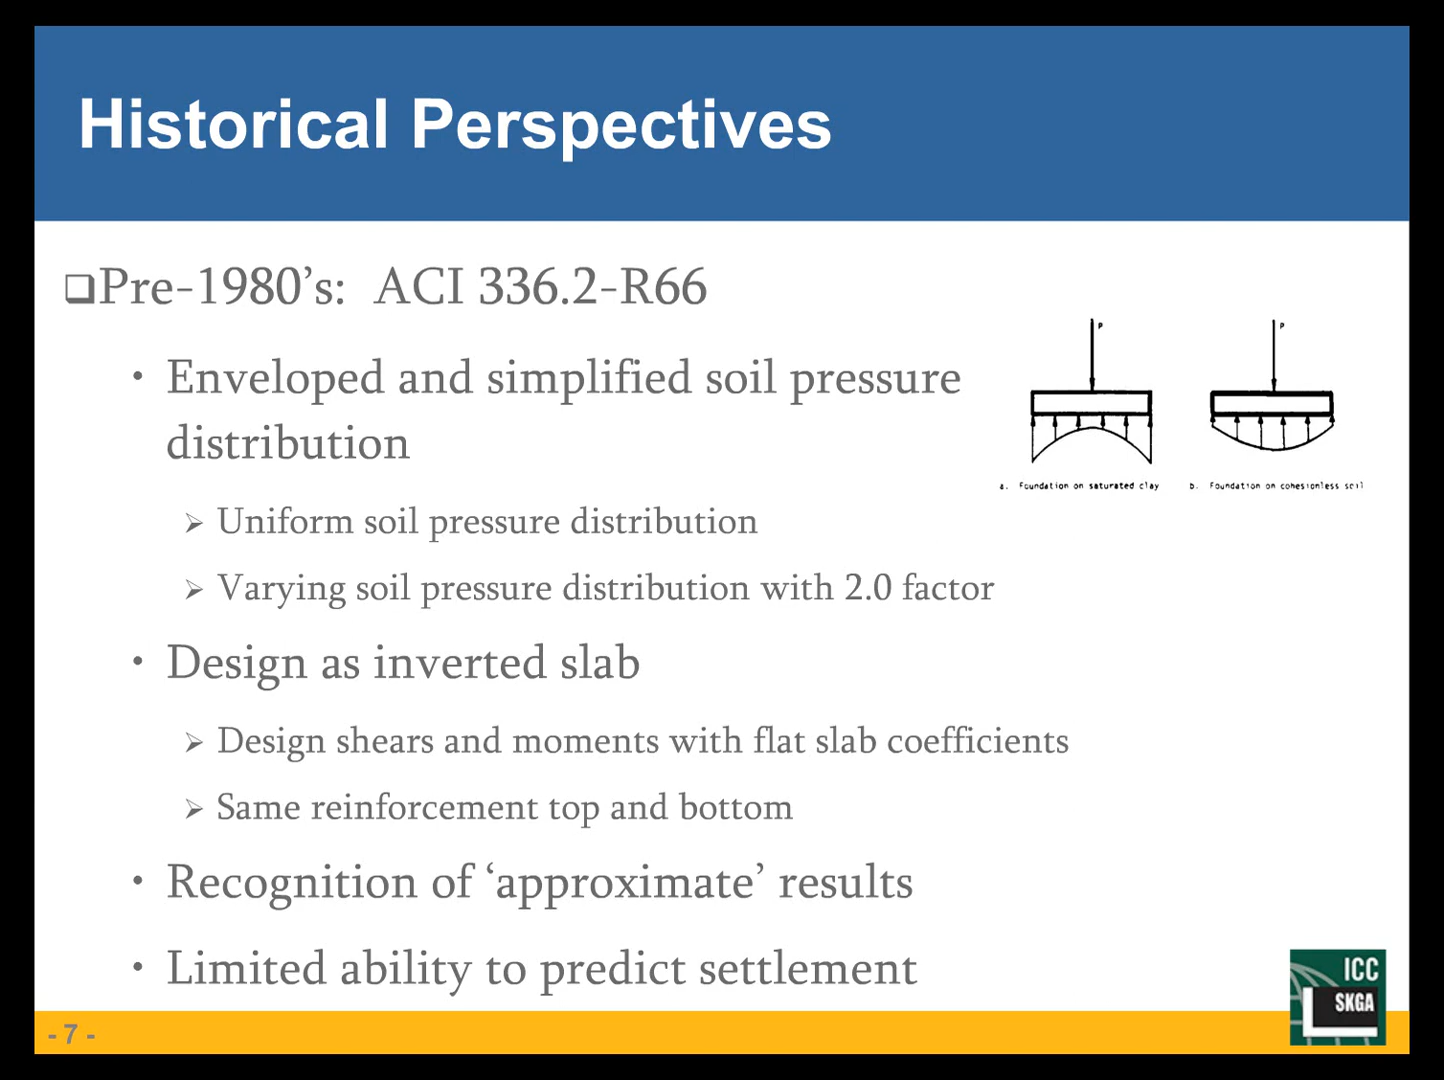 Historical Perspectives
Pre-1980’s: ACI 336.2-R66
• Enveloped and simplified soil pressure
distribution
P
P
a. Foundation on saturated clay
b. Foundation on cohesionless soil
➢ Uniform soil pressure distribution
➢ Varying soil pressure distribution with 2.0 factor
• Design as inverted slab
➢ Design shears and moments with flat slab coefficients
➢ Same reinforcement top and bottom
• Recognition of ‘approximate’ results
• Limited ability to predict settlement
ICC
SKGA
- 7 -